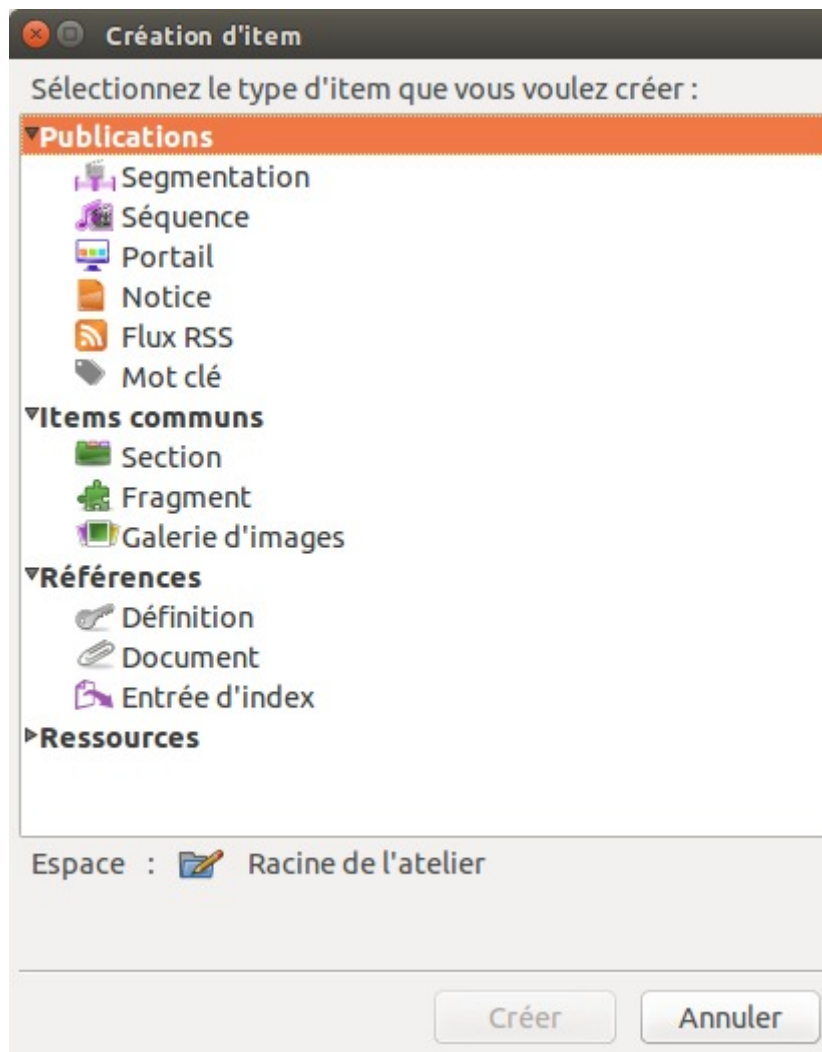 Création d'item
Sélectionnez le type d'item que vous voulez créer :
Publications
Segmentation
Séquence
Portail
Notice
Flux RSS
Mot clé
Items communs
Section
Fragment
Galerie d'images
Références
Définition
Document
Entrée d'index
Ressources
Espace : Racine de l'atelier
Créer Annuler